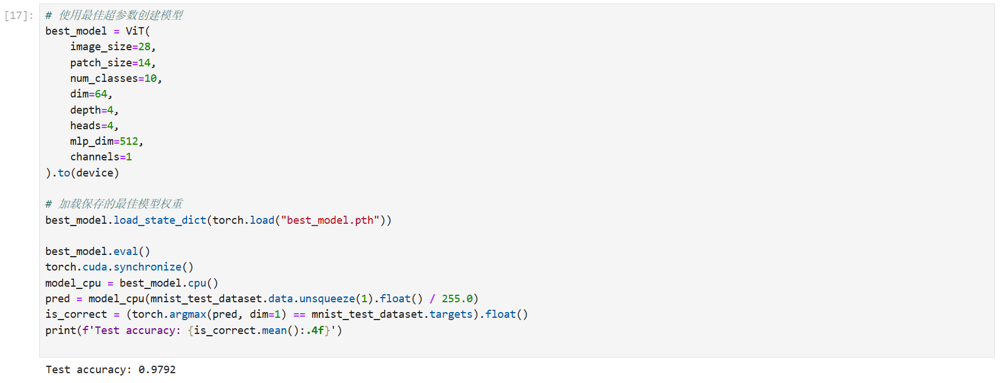 [17]:
# 使用最佳超参数创建模型
best_model = ViT(
    image_size=28,
    patch_size=14,
    num_classes=10,
    dim=64,
    depth=4,
    heads=4,
    mlp_dim=512,
    channels=1
).to(device)
# 加载保存的最佳模型权重
best_model.load_state_dict(torch.load("best_model.pth"))
best_model.eval()
torch.cuda.synchronize()
model_cpu = best_model.cpu()
pred = model_cpu(mnist_test_dataset.data.unsqueeze(1).float() / 255.0)
is_correct = (torch.argmax(pred, dim=1) == mnist_test_dataset.targets).float()
print(f'Test accuracy: {is_correct.mean():.4f}')
Test accuracy: 0.9792